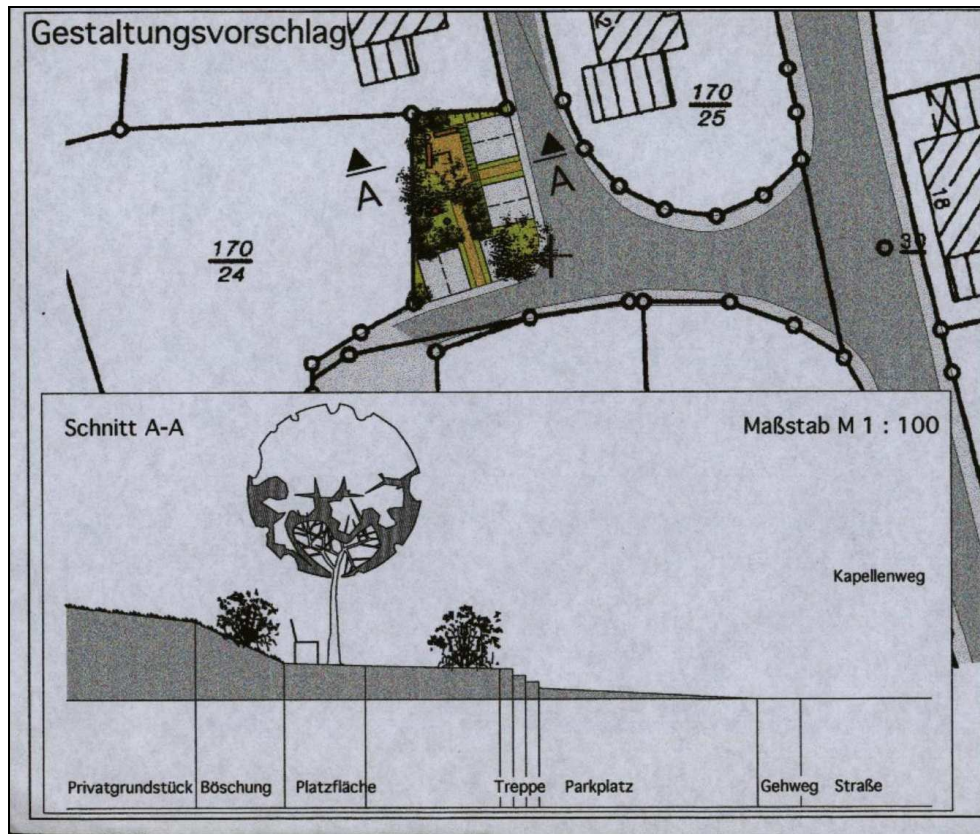 Gestaltungsvorschlag
170
25
A
A
18
170
24
Schnitt A-A
Maßstab M 1 : 100
Kapellenweg
Privatgrundstück Böschung Platzfläche Treppe Parkplatz Gehweg Straße